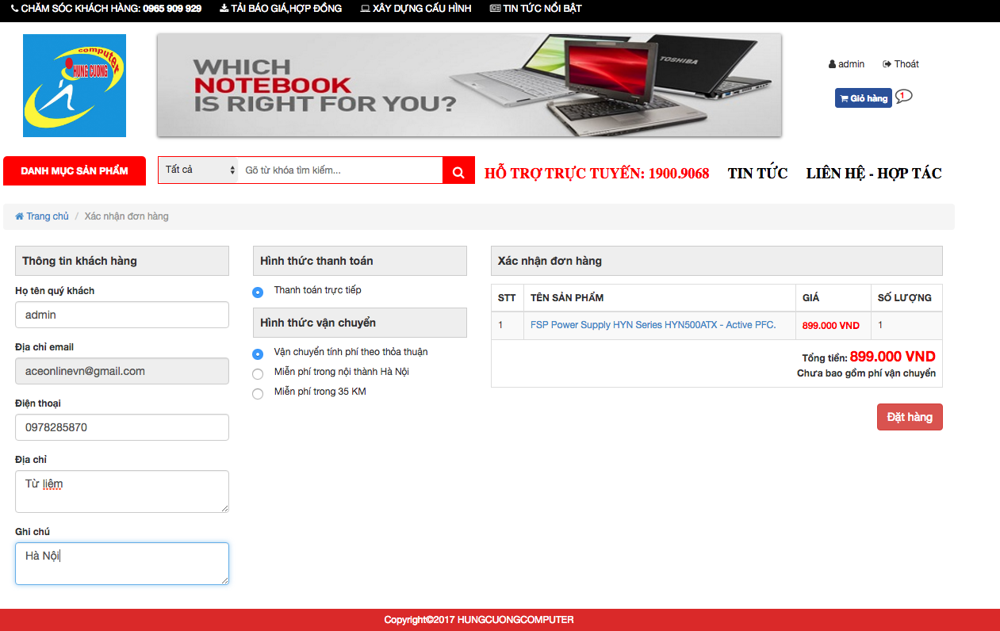 CHĂM SÓC KHÁCH HÀNG: 0965 909 929 TẢI BÁO GIÁ,HỢP ĐỒNG XÂY DỰNG CẤU HÌNH TIN TỨC NỔI BẬT
computer
HUNG CUONG
WHICH
NOTEBOOK
IS RIGHT FOR YOU?
TOSHIBA
admin Thoát
Giỏ hàng 1
DANH MỤC SẢN PHẨM Tất cả Gõ từ khóa tìm kiếm... HỖ TRỢ TRỰC TUYẾN: 1900.9068 TIN TỨC LIÊN HỆ - HỢP TÁC
Trang chủ / Xác nhận đơn hàng
Thông tin khách hàng
Họ tên quý khách
admin
Địa chỉ email
aceonlinevn@gmail.com
Điện thoại
0978285870
Địa chỉ
Từ liêm
Ghi chú
Hà Nội
Hình thức thanh toán
Thanh toán trực tiếp
Hình thức vận chuyển
Vận chuyển tính phí theo thỏa thuận
Miễn phí trong nội thành Hà Nội
Miễn phí trong 35 KM
Xác nhận đơn hàng
STT TÊN SẢN PHẨM GIÁ SỐ LƯỢNG
1 FSP Power Supply HYN Series HYN500ATX - Active PFC. 899.000 VND 1
Tổng tiền: 899.000 VND
Chưa bao gồm phí vận chuyển
Đặt hàng
Copyright©2017 HUNGCUONGCOMPUTER